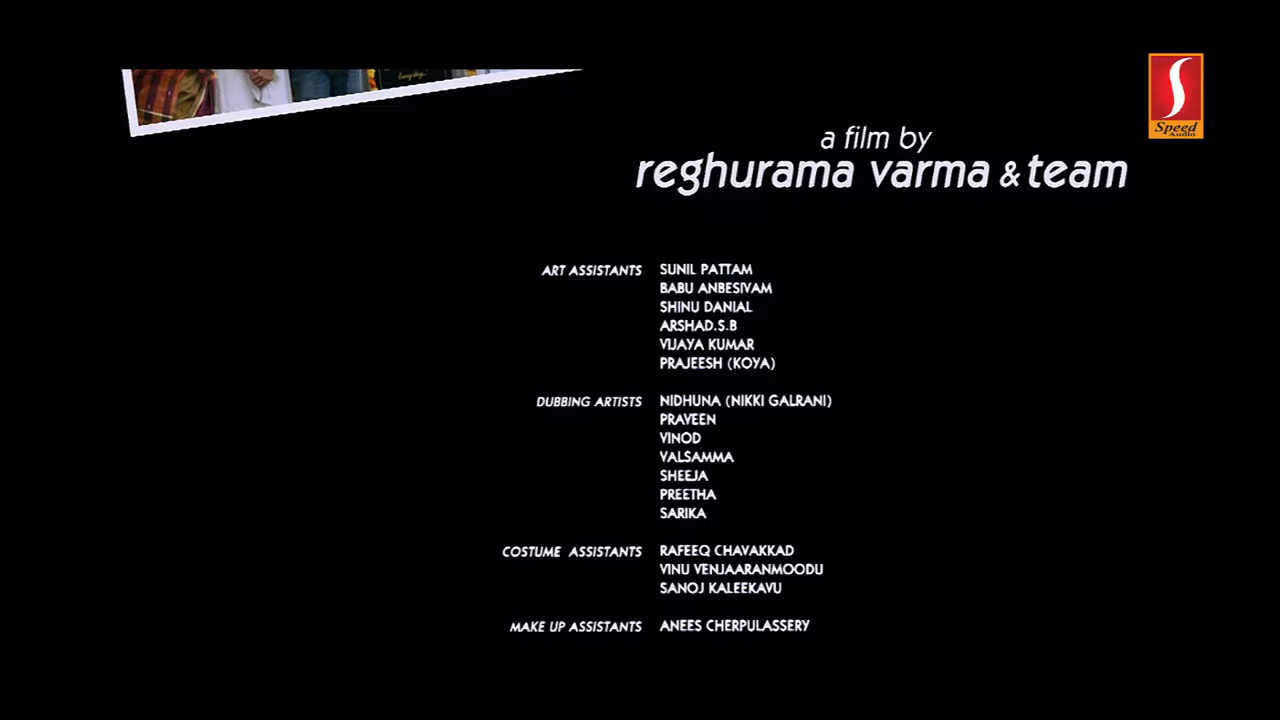 S
Speed
Audio
a film by
reghurama varma & team
ART ASSISTANTS SUNIL PATTAM
BABU ANBESIVAM
SHINU DANIAL
ARSHAD.S.B
VIJAYA KUMAR
PRAJEESH (KOYA)
DUBBING ARTISTS NIDHUNA (NIKKI GALRANI)
PRAVEEN
VINOD
VALSAMMA
SHEEJA
PREETHA
SARIKA
COSTUME ASSISTANTS RAFEEQ CHAVAKKAD
VINU VENJAARANMOODU
SANOJ KALEEKAVU
MAKE UP ASSISTANTS ANEES CHERPULASSERY